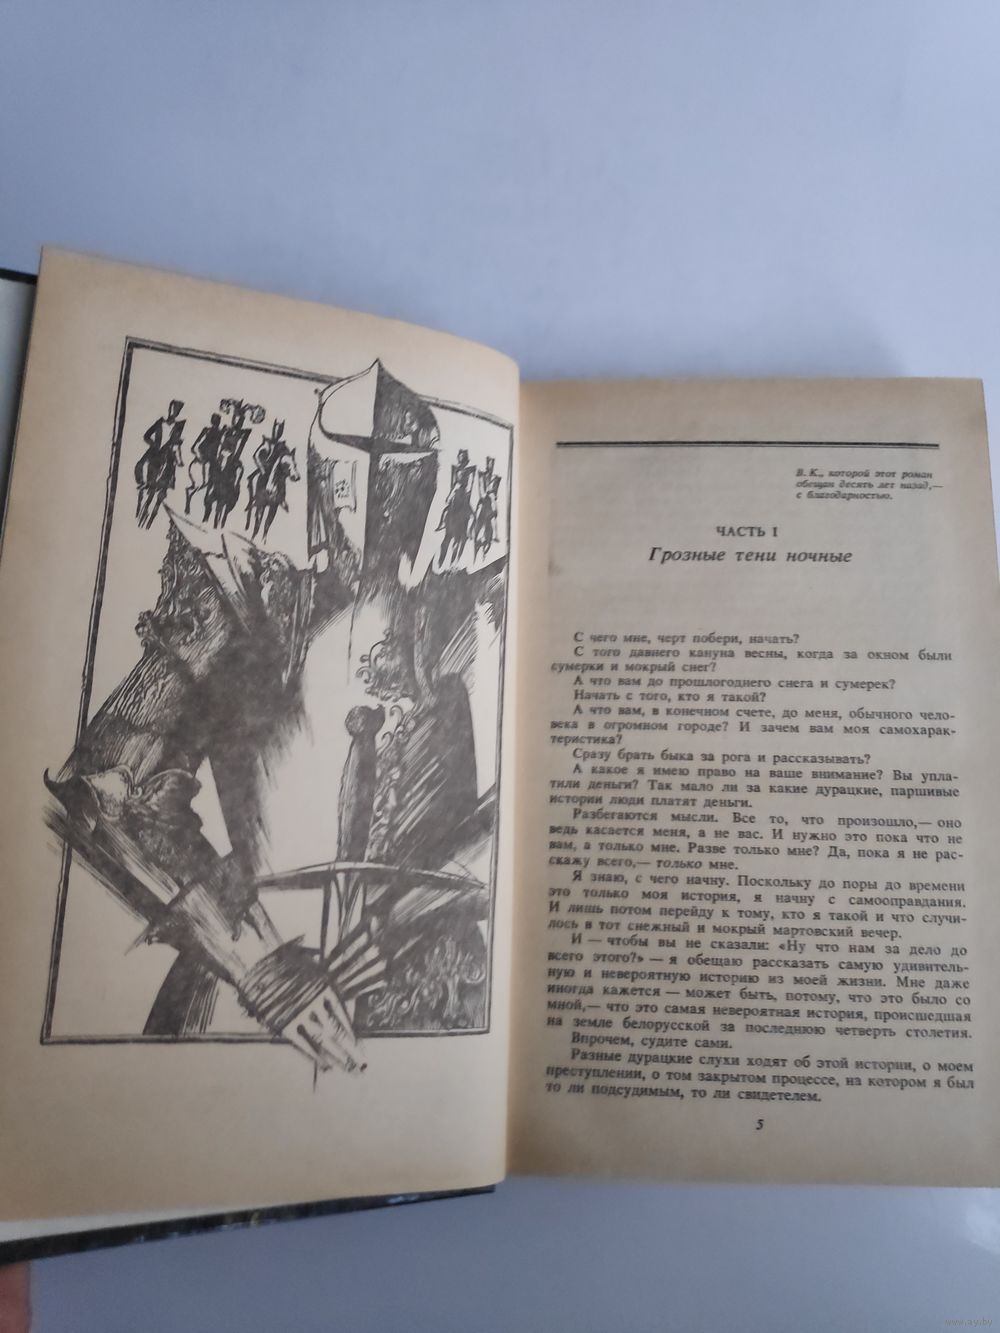 В. К., которой этот роман
обещан десять лет назад,—
с благодарностью.
ЧАСТЬ I
Грозные тени ночные
С чего мне, черт побери, начать?
С того давнего кануна весны, когда за окном были
сумерки и мокрый снег?
А что вам до прошлогоднего снега и сумерек?
Начать с того, кто я такой?
А что вам, в конечном счете, до меня, обычного чело-
века в огромном городе? И зачем вам моя самохарак-
теристика?
Сразу брать быка за рога и рассказывать?
А какое я имею право на ваше внимание? Вы упла-
тили деньги? Так мало ли за какие дурацкие, паршивые
истории люди платят деньги.
Разбегаются мысли. Все то, что произошло,— оно
ведь касается меня, а не вас. И нужно это пока что не
вам, а только мне. Разве только мне? Да, пока я не рас-
скажу всего,— только мне.
Я знаю, с чего начну. Поскольку до поры до времени
это только моя история, я начну с самооправдания.
И лишь потом перейду к тому, кто я такой и что случи-
лось в тот снежный и мокрый мартовский вечер.
И — чтобы вы не сказали: «Ну что нам за дело до
всего этого?» — я обещаю рассказать самую удивитель-
ную и невероятную историю из моей жизни. Мне даже
иногда кажется — может быть, потому, что это было со
мной,— что это самая невероятная история, происшедшая
на земле белорусской за последнюю четверть столетия.
Впрочем, судите сами.
Разные дурацкие слухи ходят об этой истории, о моем
преступлении, о том закрытом процессе, на котором я был
то ли подсудимым, то ли свидетелем.
5
www.ay.by